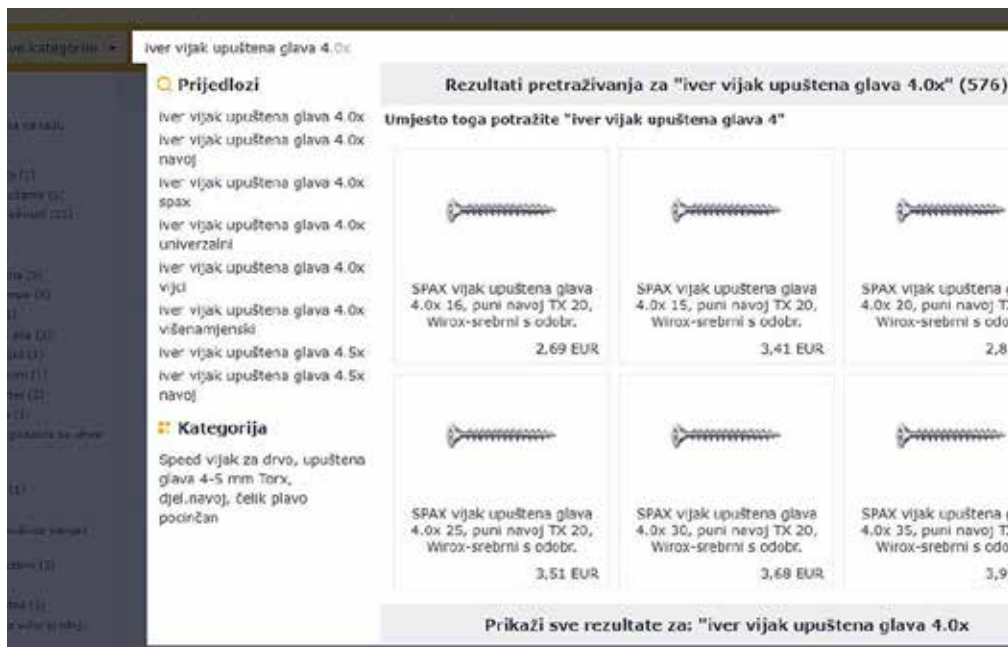 sve kategorije
iver vijak upuštena glava 4.0x
Prijedlozi
iver vijak upuštena glava 4.0x
iver vijak upuštena glava 4.0x
navoj
iver vijak upuštena glava 4.0x
spax
iver vijak upuštena glava 4.0x
univerzalni
iver vijak upuštena glava 4.0x
vijci
iver vijak upuštena glava 4.0x
višenamjenski
iver vijak upuštena glava 4.5x
iver vijak upuštena glava 4.5x
navoj
Kategorija
Speed vijak za drvo, upuštena
glava 4-5 mm Torx,
djel.navoj, čelik plavo
pocinčan
Rezultati pretraživanja za "iver vijak upuštena glava 4.0x" (576)
Umjesto toga potražite "iver vijak upuštena glava 4"
SPAX vijak upuštena glava
4.0x 16, puni navoj TX 20,
Wirox-srebrni s odobr.
2,69 EUR
SPAX vijak upuštena glava
4.0x 15, puni navoj TX 20,
Wirox-srebrni s odobr.
3,41 EUR
SPAX vijak upuštena
4.0x 20, puni navoj
Wirox-srebrni s
2,8
SPAX vijak upuštena glava
4.0x 25, puni navoj TX 20,
Wirox-srebrni s odobr.
3,51 EUR
SPAX vijak upuštena glava
4.0x 30, puni navoj TX 20,
Wirox-srebrni s odobr.
3,68 EUR
SPAX vijak upuštena
4.0x 35, puni navoj
Wirox-srebrni s
3,9
Prikaži sve rezultate za: "iver vijak upuštena glava 4.0x